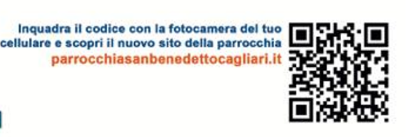 Inquadra il codice con la fotocamera del tuo
cellulare e scopri il nuovo sito della parrocchia
parrocchiasanbenedettocagliari.it